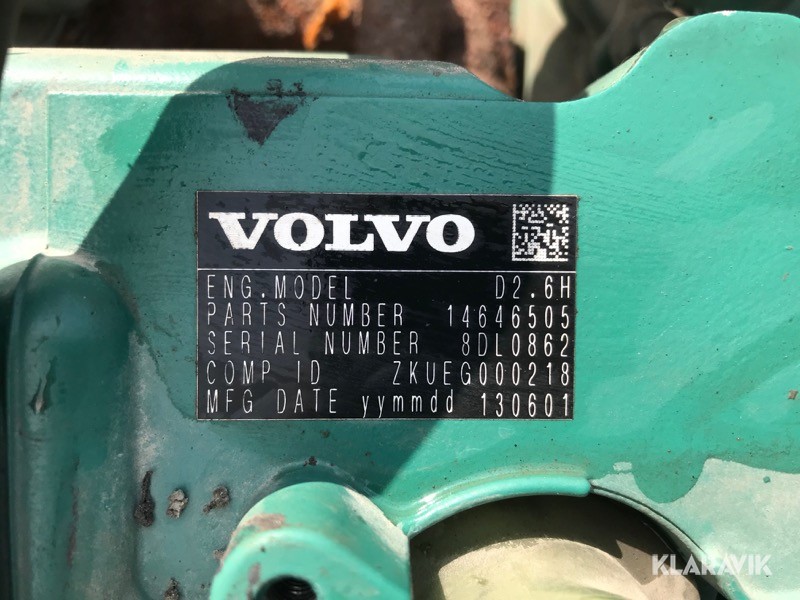 VOLVO
ENG.MODEL D2.6H
PARTS NUMBER 14646505
SERIAL NUMBER 8DL0862
COMP ID ZKUEG000218
MFG DATE yymmdd 130601
KLARAVIK